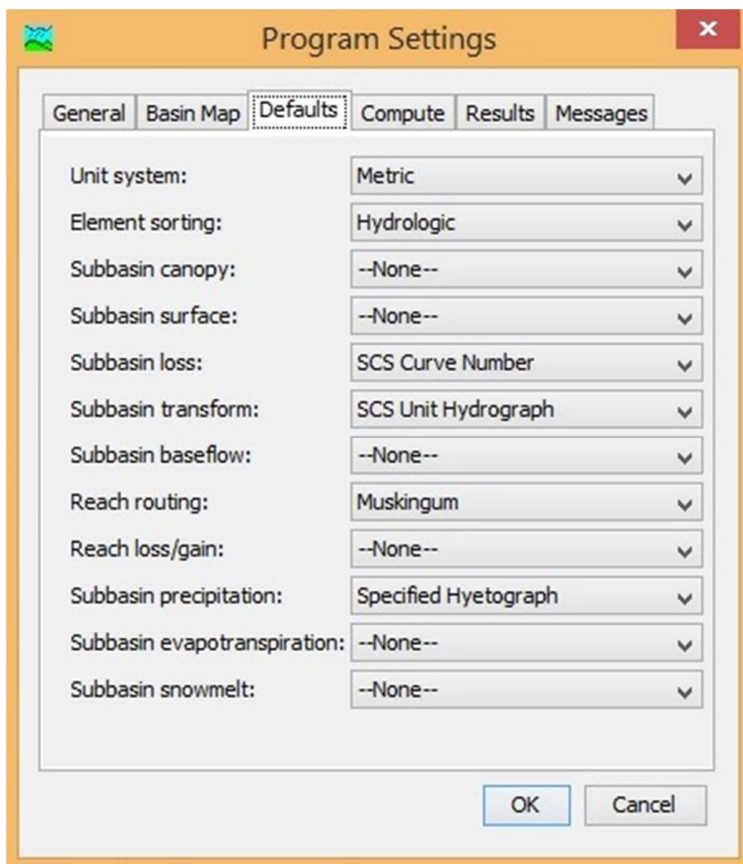 Program Settings
x
General Basin Map Defaults Compute Results Messages
Unit system: Metric
Element sorting: Hydrologic
Subbasin canopy: --None--
Subbasin surface: --None--
Subbasin loss: SCS Curve Number
Subbasin transform: SCS Unit Hydrograph
Subbasin baseflow: --None--
Reach routing: Muskingum
Reach loss/gain: --None--
Subbasin precipitation: Specified Hyetograph
Subbasin evapotranspiration: --None--
Subbasin snowmelt: --None--
OK Cancel